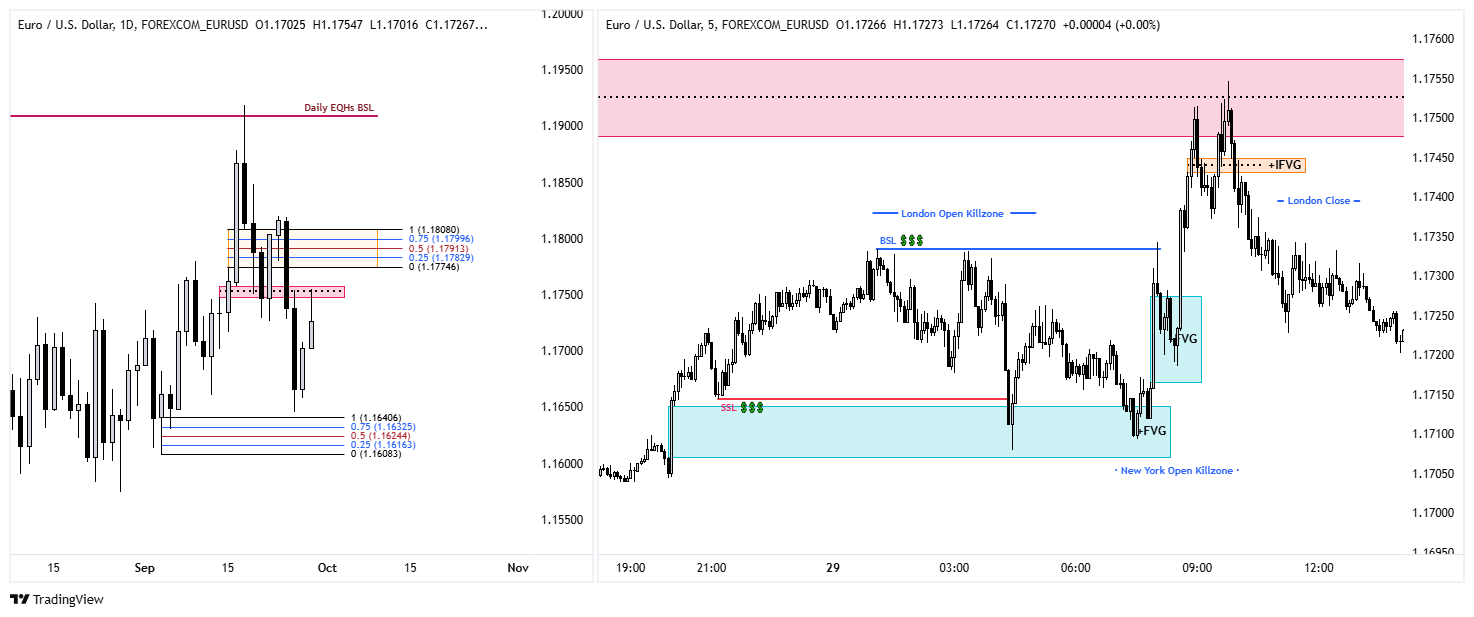 Euro / U.S. Dollar, 1D, FOREXCOM_EURUSD O1.17025 H1.17547 L1.17016 C1.17267...
1.20000
1.19500
1.19000
1.18500
1.18000
1.17500
1.17000
1.16500
1.16000
1.15500
Daily EQHs BSL
1 (1.18080)
0.75 (1.17996)
0.5 (1.17913)
0.25 (1.17829)
0 (1.17746)
1 (1.16406)
0.75 (1.16325)
0.5 (1.16244)
0.25 (1.16163)
0 (1.16083)
15
Sep
15
Oct
15
Nov
Euro / U.S. Dollar, 5, FOREXCOM_EURUSD O1.17266 H1.17273 L1.17264 C1.17270 +0.00004 (+0.00%)
1.17600
1.17550
1.17500
1.17450
1.17400
1.17350
1.17300
1.17250
1.17200
1.17150
1.17100
1.17050
1.17000
1.16950
+IFVG
London Close
London Open Killzone
BSL 💲💲💲
+FVG
SSL 💲💲💲
+FVG
New York Open Killzone
19:00
21:00
29
03:00
06:00
09:00
12:00
TradingView